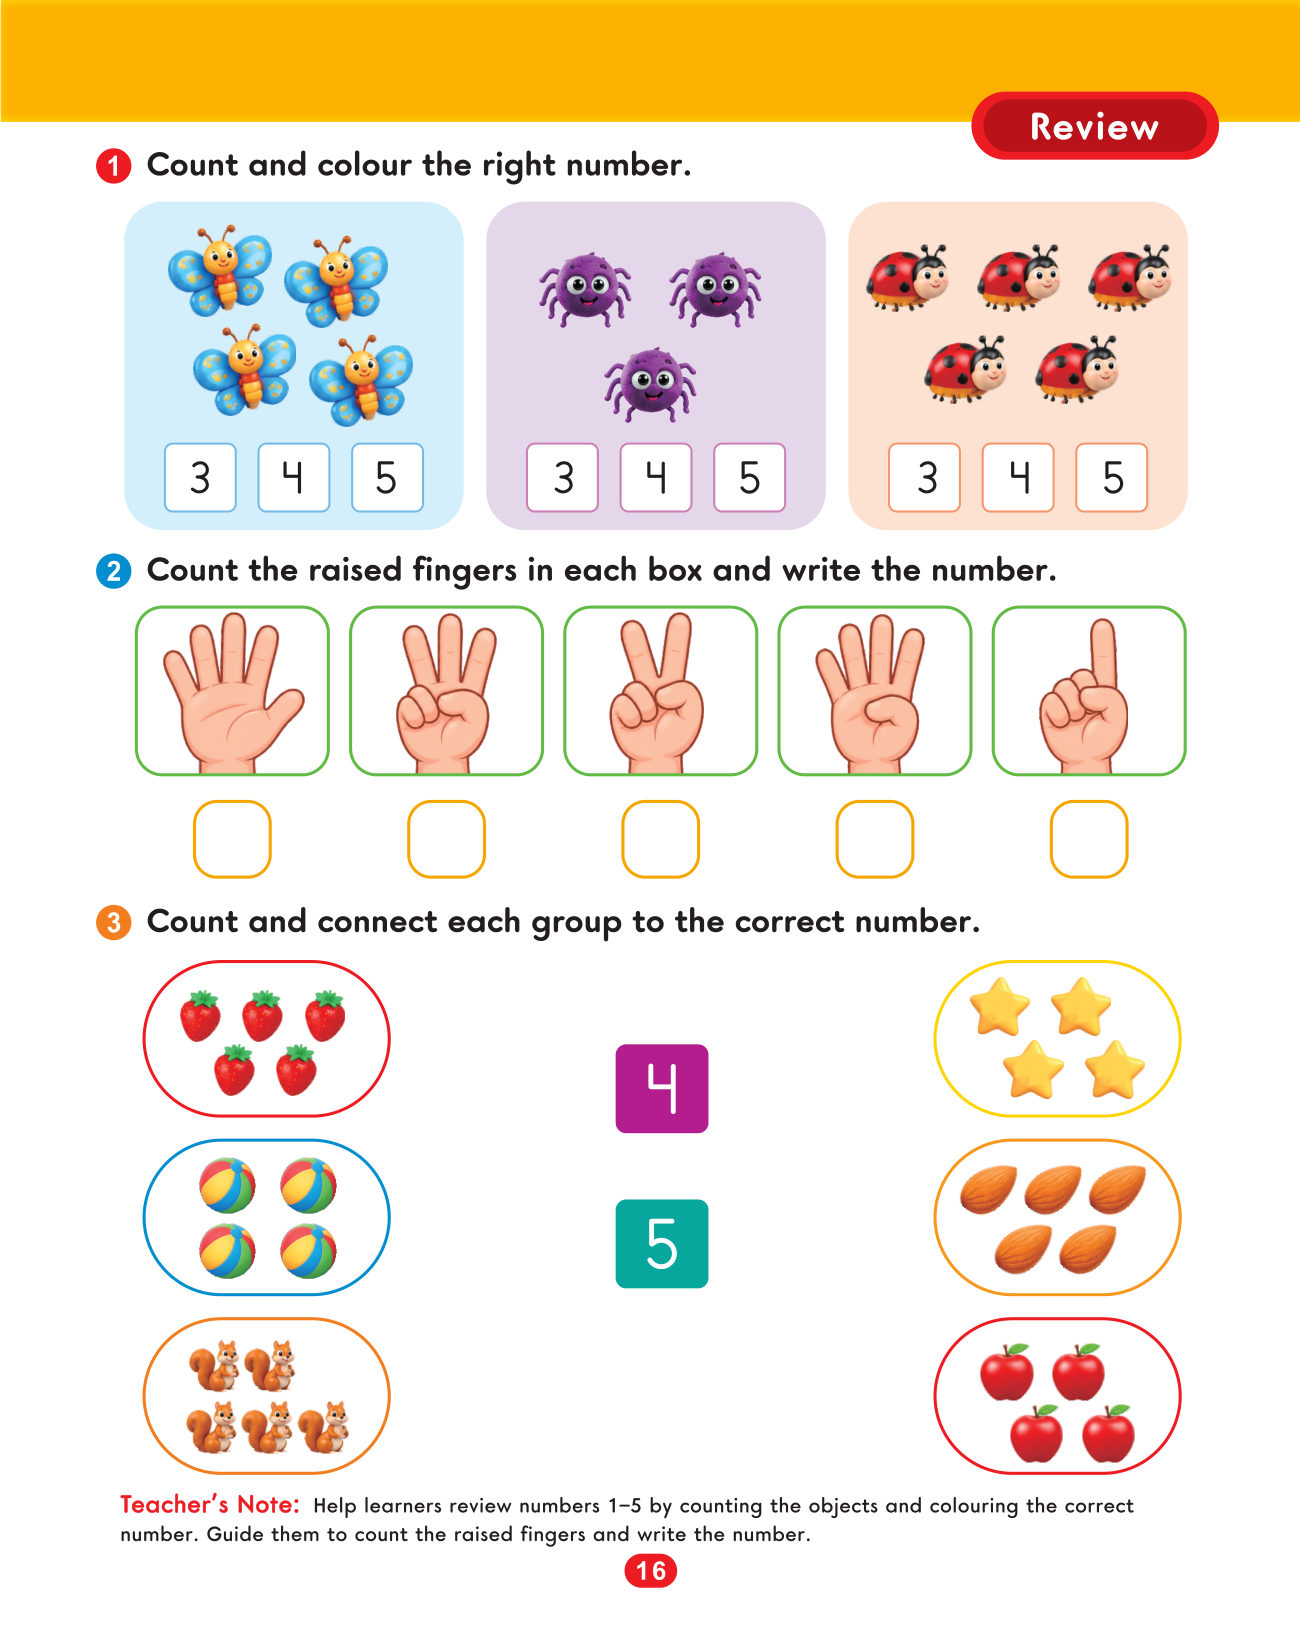 Review
1 Count and colour the right number.
3 4 5
3 4 5
3 4 5
2 Count the raised fingers in each box and write the number.
3 Count and connect each group to the correct number.
4
5
Teacher's Note: Help learners review numbers 1–5 by counting the objects and colouring the correct
number. Guide them to count the raised fingers and write the number.
16